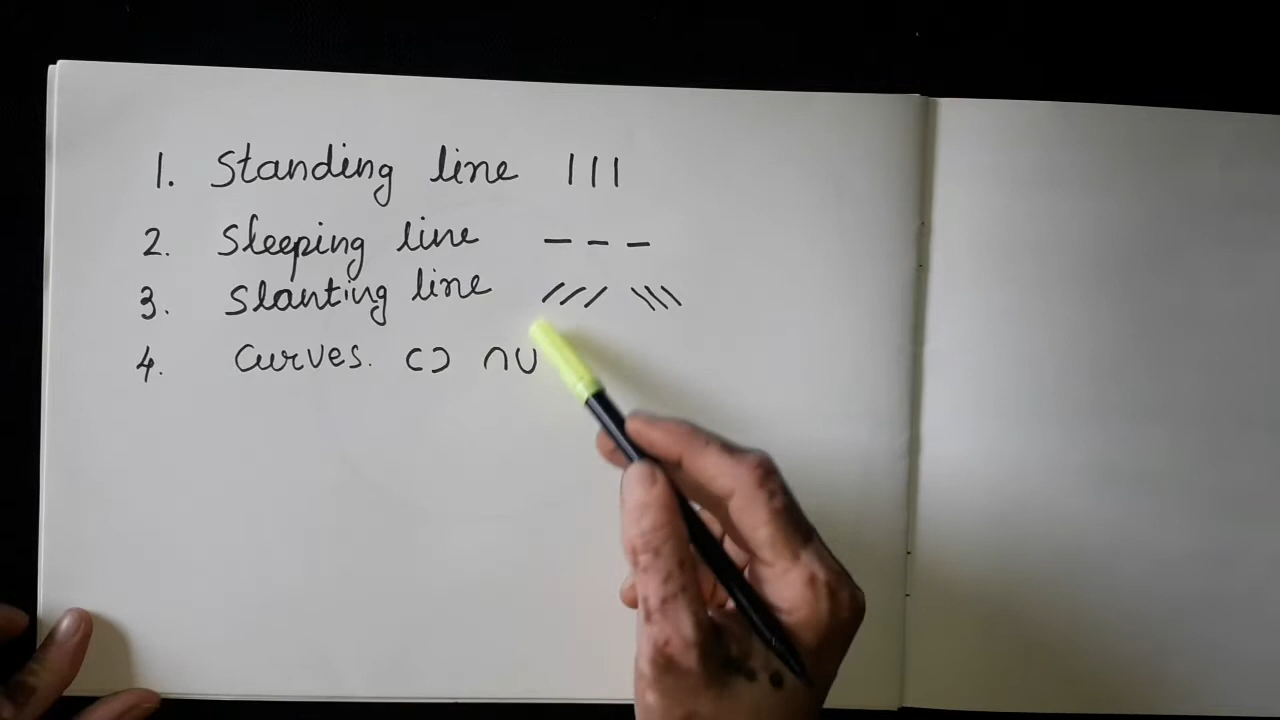 1. Standing line | | |
2. Sleeping line – – –
3. Slanting line /// \\\
4. Curves. ⊂⊃ ∩∪